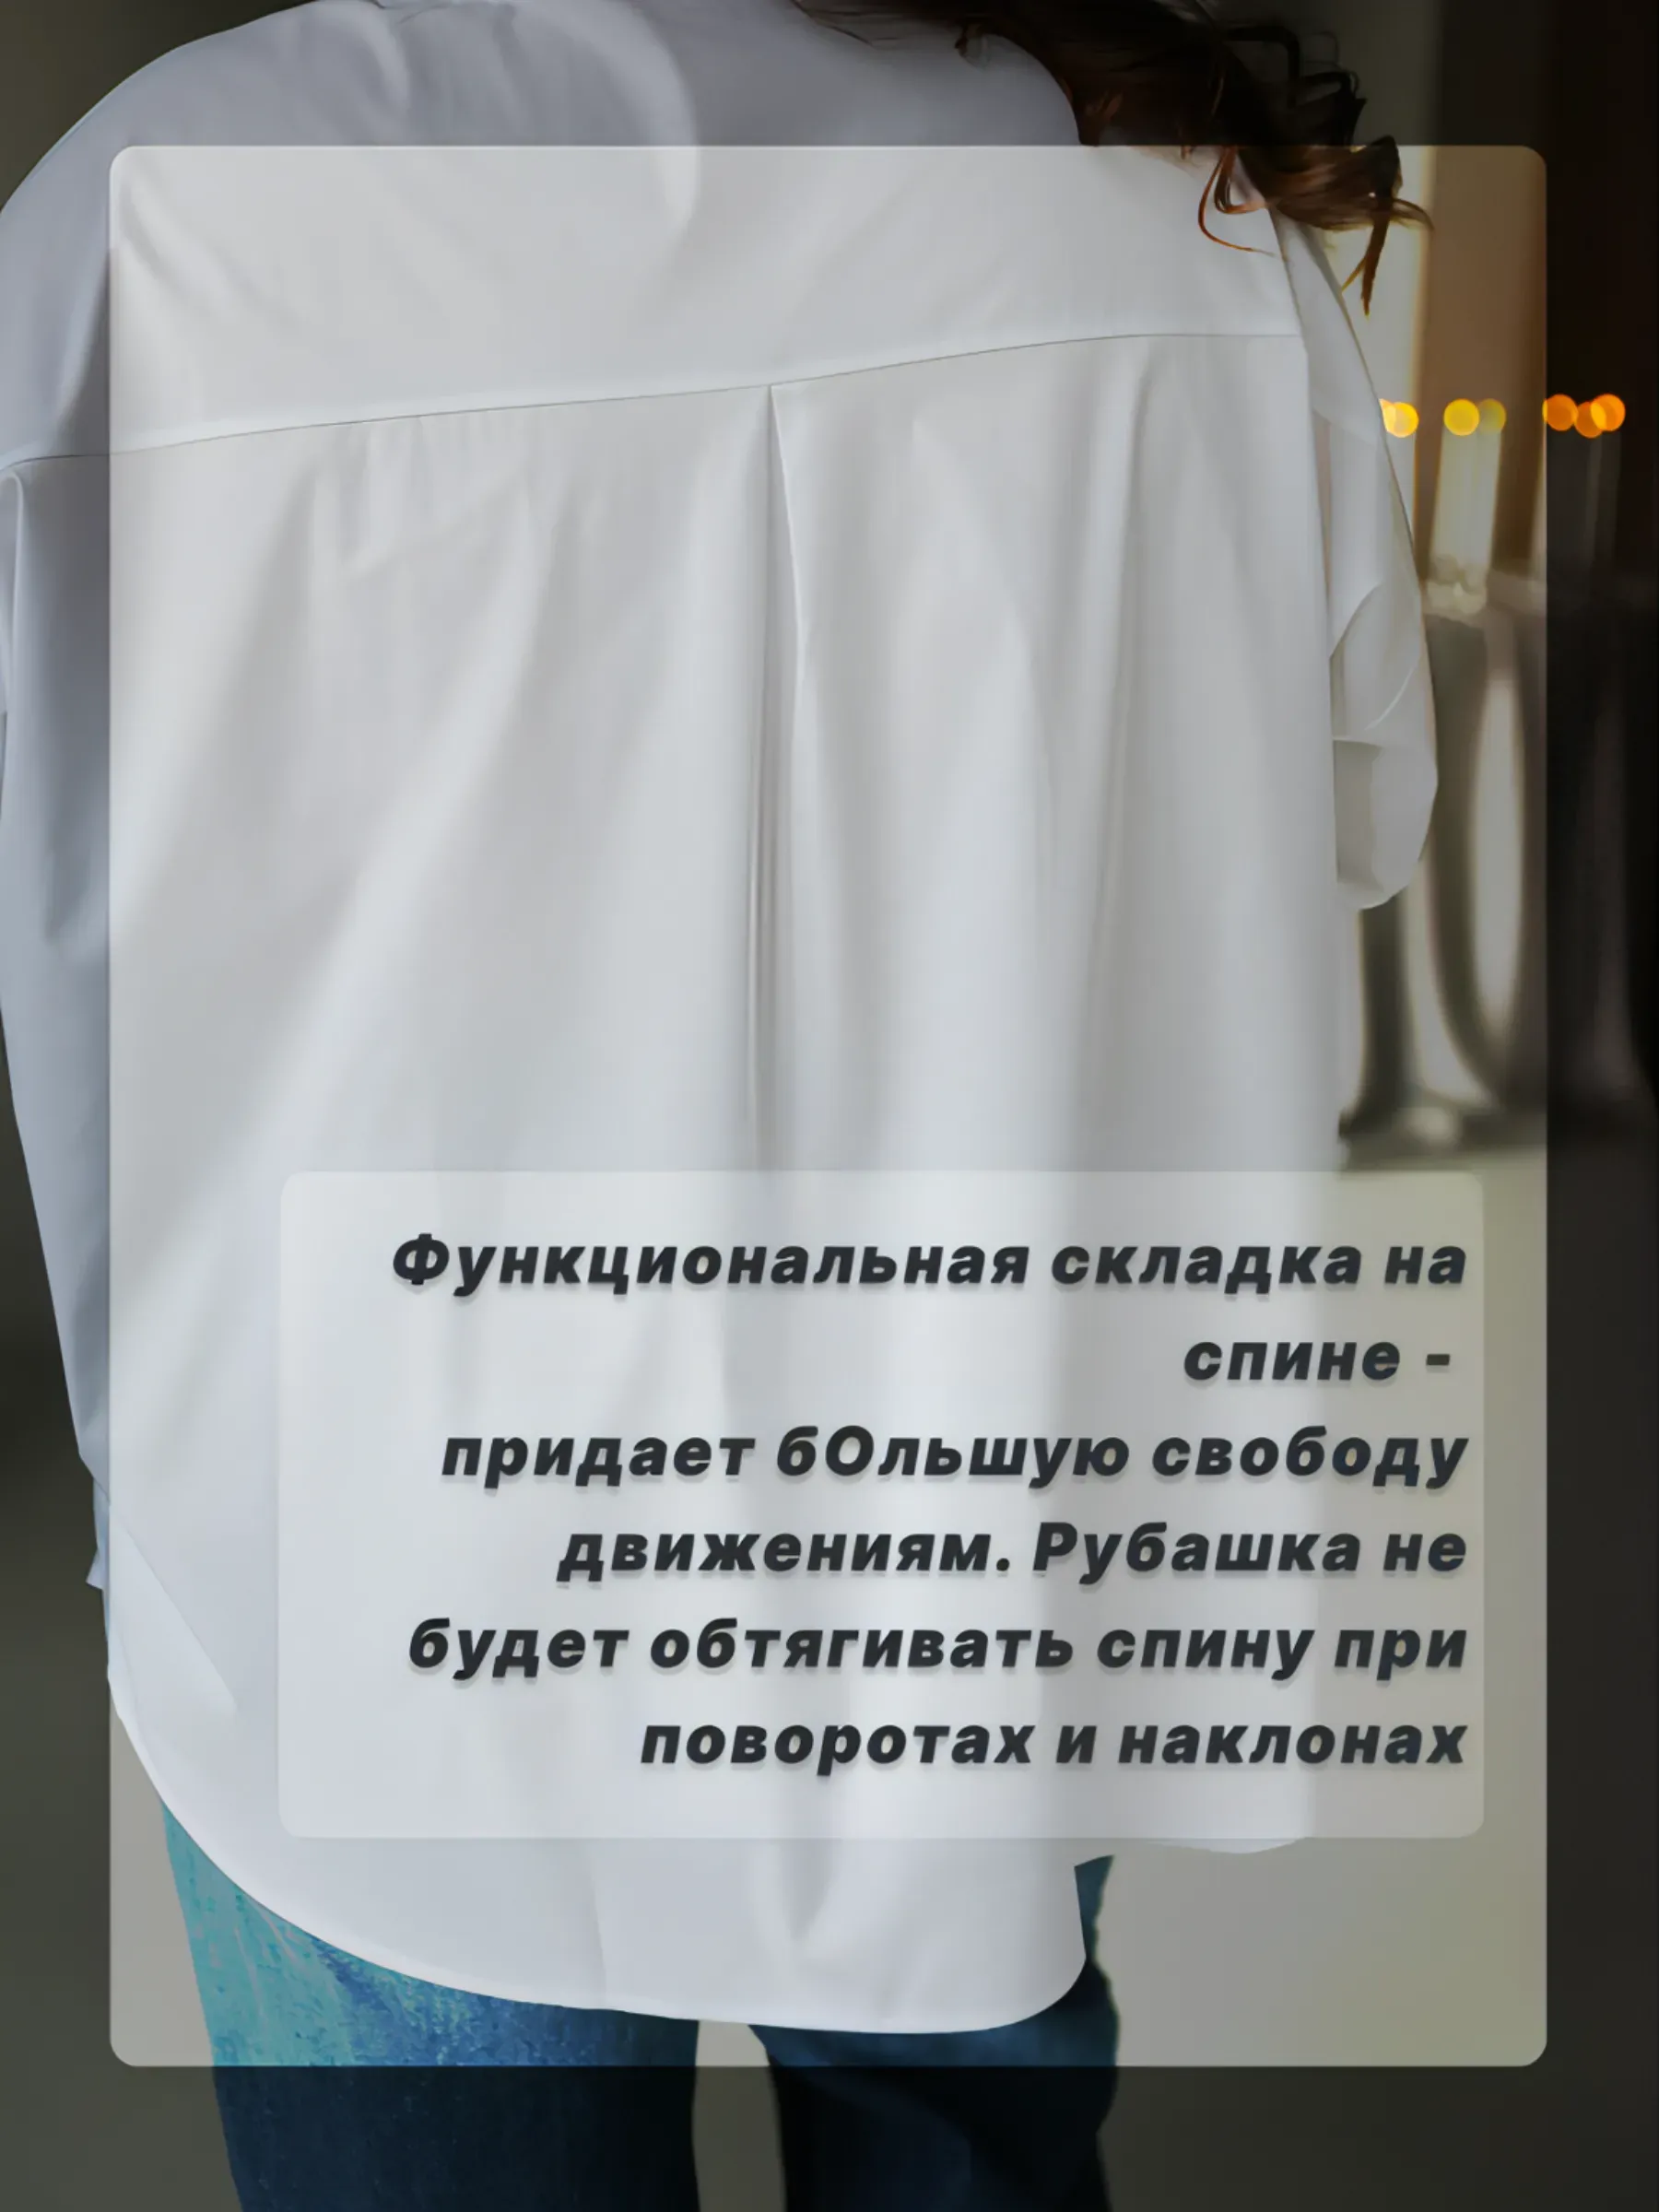 Функциональная складка на
спине -
придает бОльшую свободу
движениям. Рубашка не
будет обтягивать спину при
поворотах и наклонах